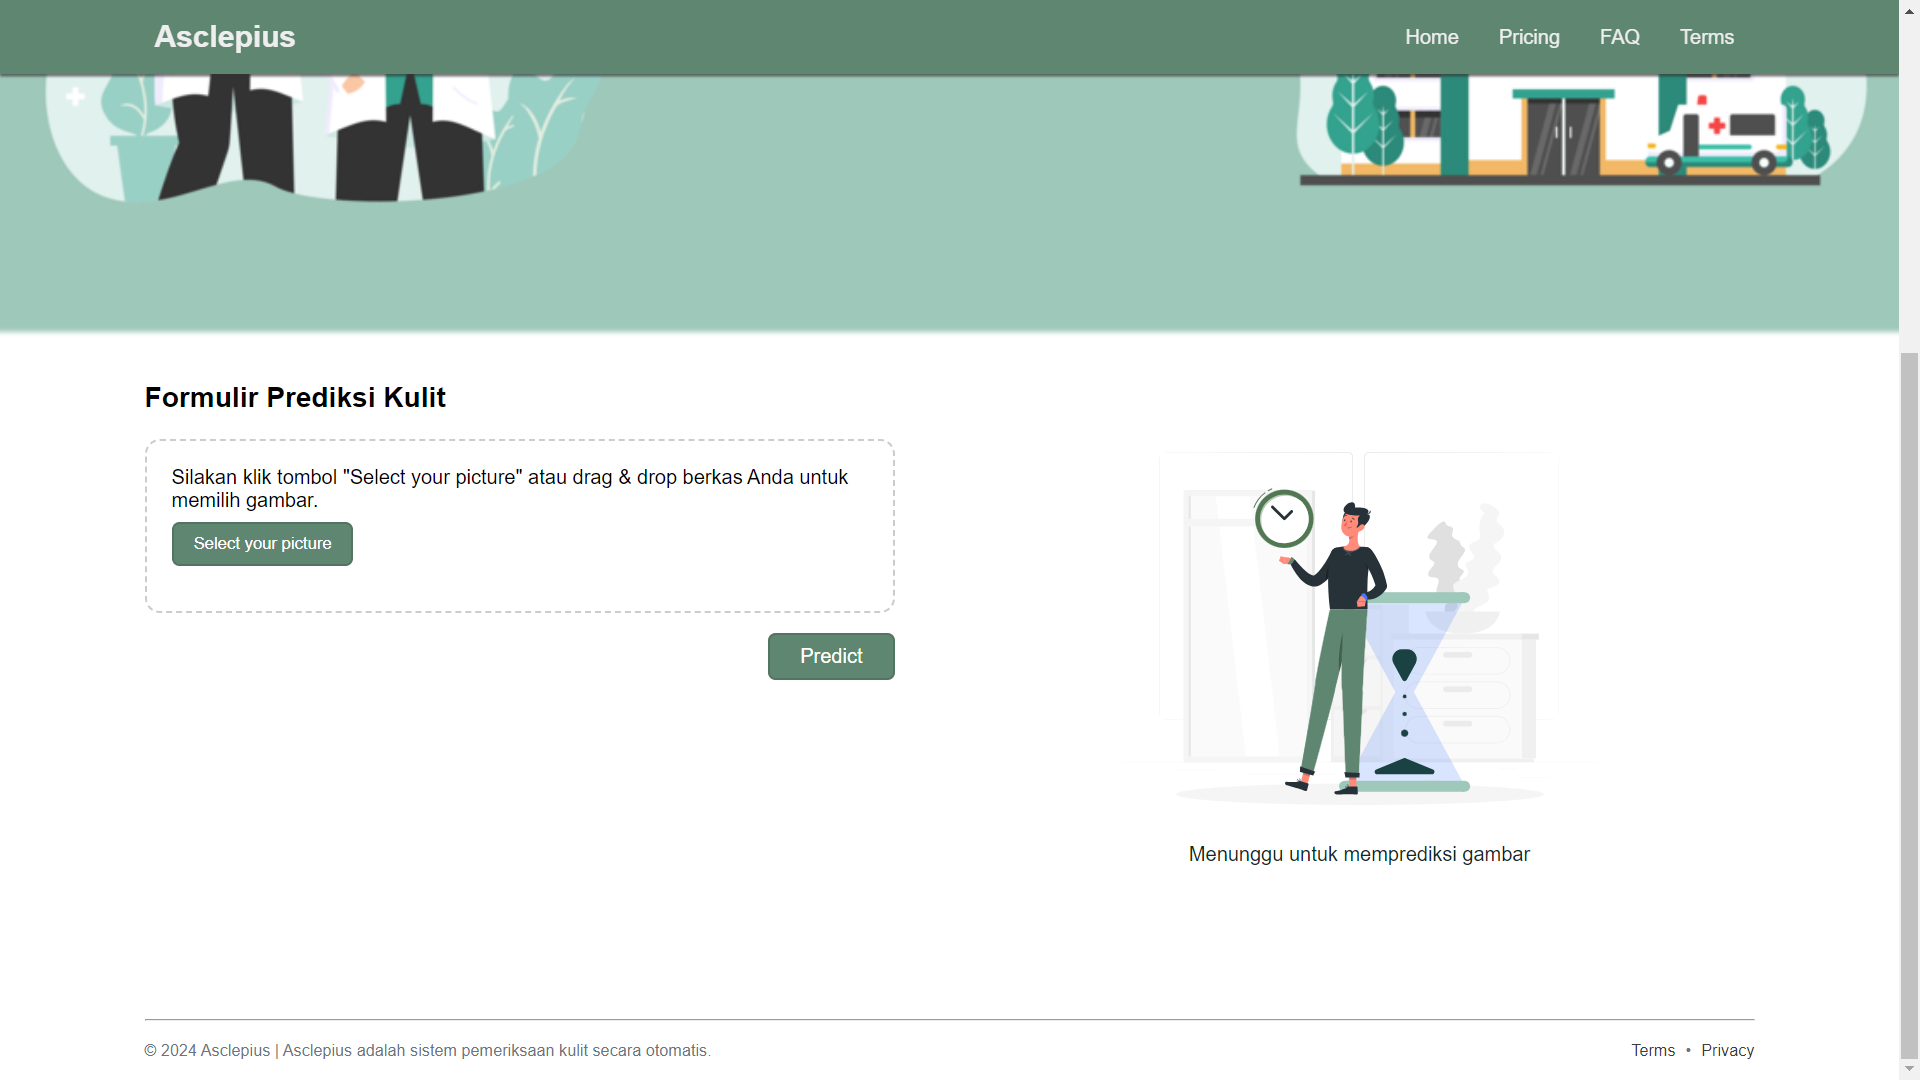 Asclepius
Home
Pricing
FAQ
Terms
Formulir Prediksi Kulit
Silakan klik tombol "Select your picture" atau drag & drop berkas Anda untuk
memilih gambar.
Select your picture
Predict
Menunggu untuk memprediksi gambar
© 2024 Asclepius | Asclepius adalah sistem pemeriksaan kulit secara otomatis.
Terms • Privacy